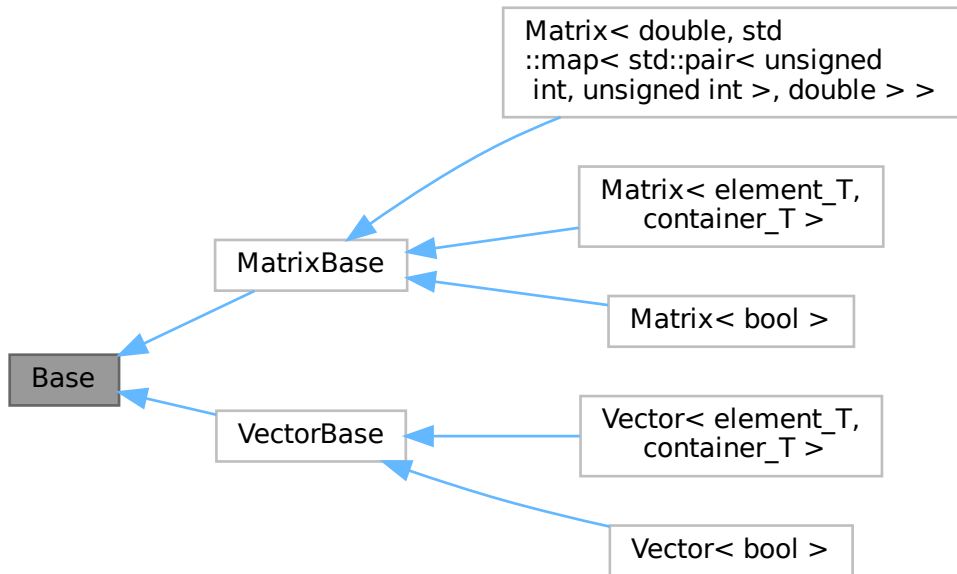 Matrix< double, std
::map< std::pair< unsigned
int, unsigned int >, double > >
Matrix< element_T,
container_T >
MatrixBase
Matrix< bool >
Base
Vector< element_T,
container_T >
VectorBase
Vector< bool >